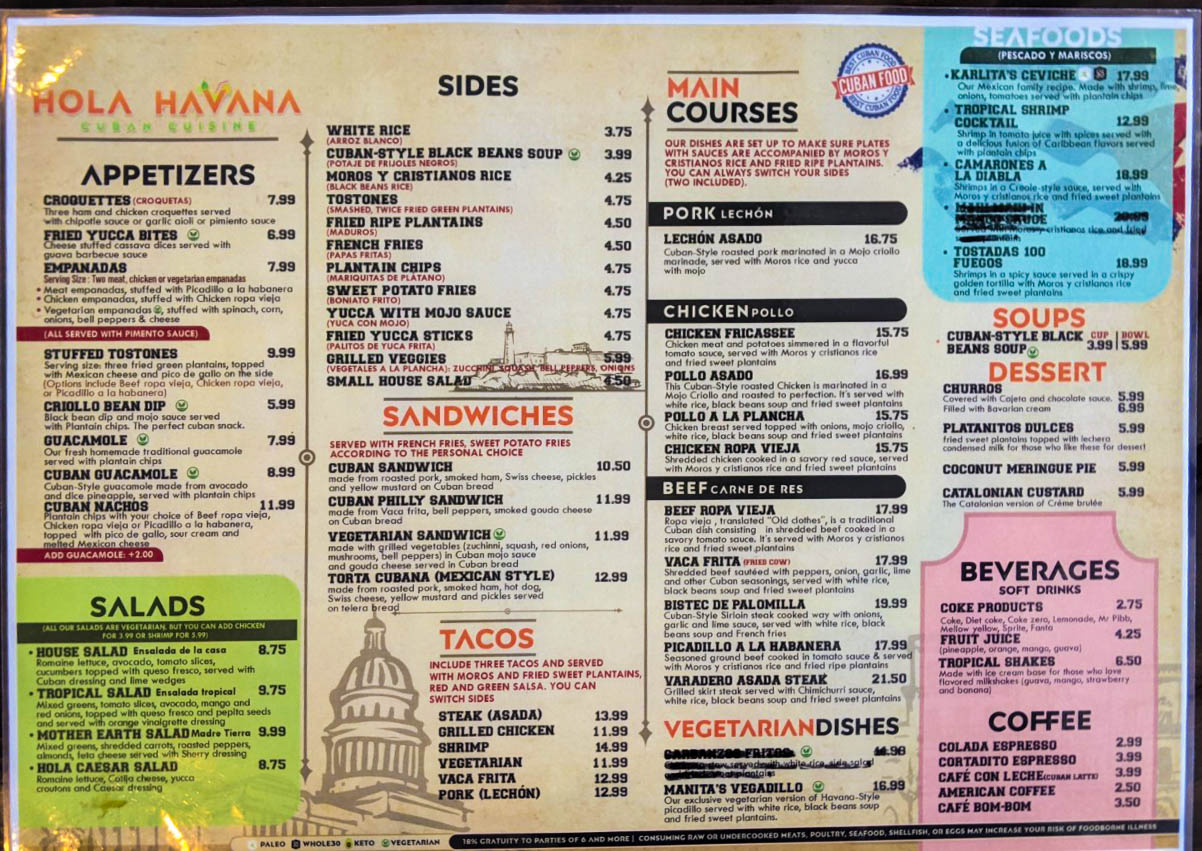 HOLA HAVANA
CUBAN CUISINE
APPETIZERS
CROQUETTES (CROQUETAS) 7.99
Three ham and chicken croquettes served
with chipotle sauce or garlic aioli or pimiento sauce
FRIED YUCCA BITES 6.99
Cheese stuffed cassava dices served with
guava barbecue sauce
EMPANADAS 7.99
Serving Size: Two meat, chicken or vegetarian empanadas
• Meat empanadas, stuffed with Picadillo a la habanera
• Chicken empanadas, stuffed with Chicken ropa vieja
• Vegetarian empanadas, stuffed with spinach, corn,
onions, bell peppers & cheese
(ALL SERVED WITH PIMENTO SAUCE)
STUFFED TOSTONES 9.99
Serving size: three fried green plantains, topped
with Mexican cheese and pico de gallo on the side
(Options include Beef ropa vieja, Chicken ropa vieja,
or Picadillo a la habanera)
CRIOLLO BEAN DIP 5.99
Black bean dip and mojo sauce served
with Plantain chips. The perfect cuban snack.
GUACAMOLE 7.99
Our fresh homemade traditional guacamole
served with plantain chips
CUBAN GUACAMOLE 8.99
Cuban-Style guacamole made from avocado
and dice pineapple, served with plantain chips
CUBAN NACHOS 11.99
Plantain chips with your choice of Beef ropa vieja,
Chicken ropa vieja or Picadillo a la habanera,
topped with pico de gallo, sour cream and
melted Mexican cheese
ADD GUACAMOLE: +2.00
SALADS
(ALL OUR SALADS ARE VEGETARIAN, BUT YOU CAN ADD CHICKEN
FOR 3.99 OR SHRIMP FOR 5.99)
• HOUSE SALAD Ensalada de la casa 8.75
Romaine lettuce, avocado, tomato slices,
cucumbers topped with queso fresco, served with
Cuban dressing and lime wedges
• TROPICAL SALAD Ensalada tropical 9.75
Mixed greens, tomato slices, avocado, mango and
red onions, topped with queso fresco and pepita seeds
and served with orange vinaigrette dressing
• MOTHER EARTH SALAD Madre Tierra 9.99
Mixed greens, shredded carrots, roasted peppers,
almonds, feta cheese served with Sherry dressing
• HOLA CAESAR SALAD 8.75
Romaine lettuce, Cotija cheese, yucca
croutons and Caesar dressing
SIDES
WHITE RICE 3.75
(ARROZ BLANCO)
CUBAN-STYLE BLACK BEANS SOUP 3.99
(POTAJE DE FRIJOLES NEGROS)
MOROS Y CRISTIANOS RICE 4.25
(BLACK BEANS RICE)
TOSTONES 4.75
(SMASHED, TWICE FRIED GREEN PLANTAINS)
FRIED RIPE PLANTAINS 4.50
(MADUROS)
FRENCH FRIES 4.50
(PAPAS FRITAS)
PLANTAIN CHIPS 4.75
(MARIQUITAS DE PLATANO)
SWEET POTATO FRIES 4.75
(BONIATO FRITO)
YUCCA WITH MOJO SAUCE 4.75
(YUCA CON MOJO)
FRIED YUCCA STICKS 4.75
(PALITOS DE YUCA FRITA)
GRILLED VEGGIES 5.99
(VEGETALES A LA PLANCHA): ZUCCHINI, SQUASH, BELL PEPPERS, ONIONS
SMALL HOUSE SALAD 4.50
SANDWICHES
SERVED WITH FRENCH FRIES, SWEET POTATO FRIES
ACCORDING TO THE PERSONAL CHOICE
CUBAN SANDWICH 10.50
made from roasted pork, smoked ham, Swiss cheese, pickles
and yellow mustard on Cuban bread
CUBAN PHILLY SANDWICH 11.99
made from Vaca frita, bell peppers, smoked gouda cheese
on Cuban bread
VEGETARIAN SANDWICH 11.99
made with grilled vegetables (zuchinni, squash, red onions,
mushrooms, bell peppers) in Cuban mojo sauce
and gouda cheese served in Cuban bread
TORTA CUBANA (MEXICAN STYLE) 12.99
made from roasted pork, smoked ham, hot dog,
Swiss cheese, yellow mustard and pickles served
on telera bread
TACOS
INCLUDE THREE TACOS AND SERVED
WITH MOROS AND FRIED SWEET PLANTAINS,
RED AND GREEN SALSA. YOU CAN
SWITCH SIDES
STEAK (ASADA) 13.99
GRILLED CHICKEN 11.99
SHRIMP 14.99
VEGETARIAN 11.99
VACA FRITA 12.99
PORK (LECHÓN) 12.99
MAIN
COURSES
BEST CUBAN FOOD
CUBAN FOOD
BEST CUBAN FOOD
OUR DISHES ARE SET UP TO MAKE SURE PLATES
WITH SAUCES ARE ACCOMPANIED BY MOROS Y
CRISTIANOS RICE AND FRIED RIPE PLANTAINS.
YOU CAN ALWAYS SWITCH YOUR SIDES
(TWO INCLUDED).
PORK LECHÓN
LECHÓN ASADO 16.75
Cuban-Style roasted pork marinated in a Mojo criollo
marinade, served with Moros rice and yucca
with mojo
CHICKEN POLLO
CHICKEN FRICASSEE 15.75
Chicken meat and potatoes simmered in a flavorful
tomato sauce, served with Moros y cristianos rice
and fried sweet plantains
POLLO ASADO 16.99
This Cuban-Style roasted Chicken is marinated in a
Mojo Criollo and roasted to perfection. It's served with
white rice, black beans soup and fried sweet plantains
POLLO A LA PLANCHA 15.75
Chicken breast served topped with onions, mojo criollo,
white rice, black beans soup and fried sweet plantains
CHICKEN ROPA VIEJA 15.75
Shredded chicken cooked in a savory red sauce, served
with Moros y cristianos rice and fried sweet plantains
BEEF CARNE DE RES
BEEF ROPA VIEJA 17.99
Ropa vieja , translated "Old clothes", is a traditional
Cuban dish consisting in shredded beef cooked in a
savory tomato sauce. It's served with Moros y cristianos
rice and fried sweet plantains
VACA FRITA (FRIED COW) 17.99
Shredded beef sautéed with peppers, onion, garlic, lime
and other Cuban seasonings, served with white rice,
black beans soup and fried sweet plantains
BISTEC DE PALOMILLA 19.99
Cuban-Style Sirloin steak cooked way with onions,
garlic and lime sauce, served with white rice, black
beans soup and French fries
PICADILLO A LA HABANERA 17.99
Seasoned ground beef cooked in tomato sauce & served
with Moros y cristianos rice and fried ripe plantains
VARADERO ASADA STEAK 21.50
Grilled skirt steak served with Chimichurri sauce,
plantains
VEGETARIAN DISHES
GARBANZOS FRITOS
served with white rice, side salad
plantains
MANITA'S VEGADILLO 16.99
Our exclusive vegetarian version of Havana-Style
picadillo served with white rice, black beans soup
and fried sweet plantains.
SEAFOODS
(PESCADO Y MARISCOS)
• KARLITA'S CEVICHE 17.99
Our Mexican family recipe. Made with shrimp, lime,
onions, tomatoes served with plantain chips
• TROPICAL SHRIMP
COCKTAIL 12.99
Shrimp in tomato juice with spices served with
a delicious fusion of Caribbean flavors served
with plantain chips
• CAMARONES A
LA DIABLA 18.99
Shrimps in a Creole-style sauce, served with
Moros y cristianos rice and fried sweet plantains
• IN
SAUCE 20.99
served with Moros y cristianos rice and fried
• TOSTADAS 100
FUEGOS 18.99
Shrimps in a spicy sauce served in a crispy
golden tortilla with Moros y cristianos rice
and fried sweet plantains
SOUPS
CUBAN-STYLE BLACK CUP | BOWL
BEANS SOUP 3.99 | 5.99
DESSERT
CHURROS
Covered with Cajeta and chocolate sauce. 5.99
Filled with Bavarian cream 6.99
PLATANITOS DULCES 5.99
fried sweet plantains topped with lechera
condensed milk for those who like these for dessert
COCONUT MERINGUE PIE 5.99
CATALONIAN CUSTARD 5.99
The Catalonian version of Créme brulée
BEVERAGES
SOFT DRINKS
COKE PRODUCTS 2.75
Coke, Diet coke, Coke zero, Lemonade, Mr Pibb,
Mellow yellow, Sprite, Fanta
FRUIT JUICE 4.25
(pineapple, orange, mango, guava)
TROPICAL SHAKES 6.50
Made with ice cream base for those who love
flavored milkshakes (guava, mango, strawberry
and banana)
COFFEE
COLADA ESPRESSO 2.99
CORTADITO ESPRESSO 3.99
CAFÉ CON LECHE (CUBAN LATTE) 3.99
AMERICAN COFFEE 2.50
CAFÉ BOM-BOM 3.50
PALEO WHOLE30 KETO VEGETARIAN
18% GRATUITY TO PARTIES OF 6 AND MORE | CONSUMING RAW OR UNDERCOOKED MEATS, POULTRY, SEAFOOD, SHELLFISH, OR EGGS MAY INCREASE YOUR RISK OF FOODBORNE ILLNESS